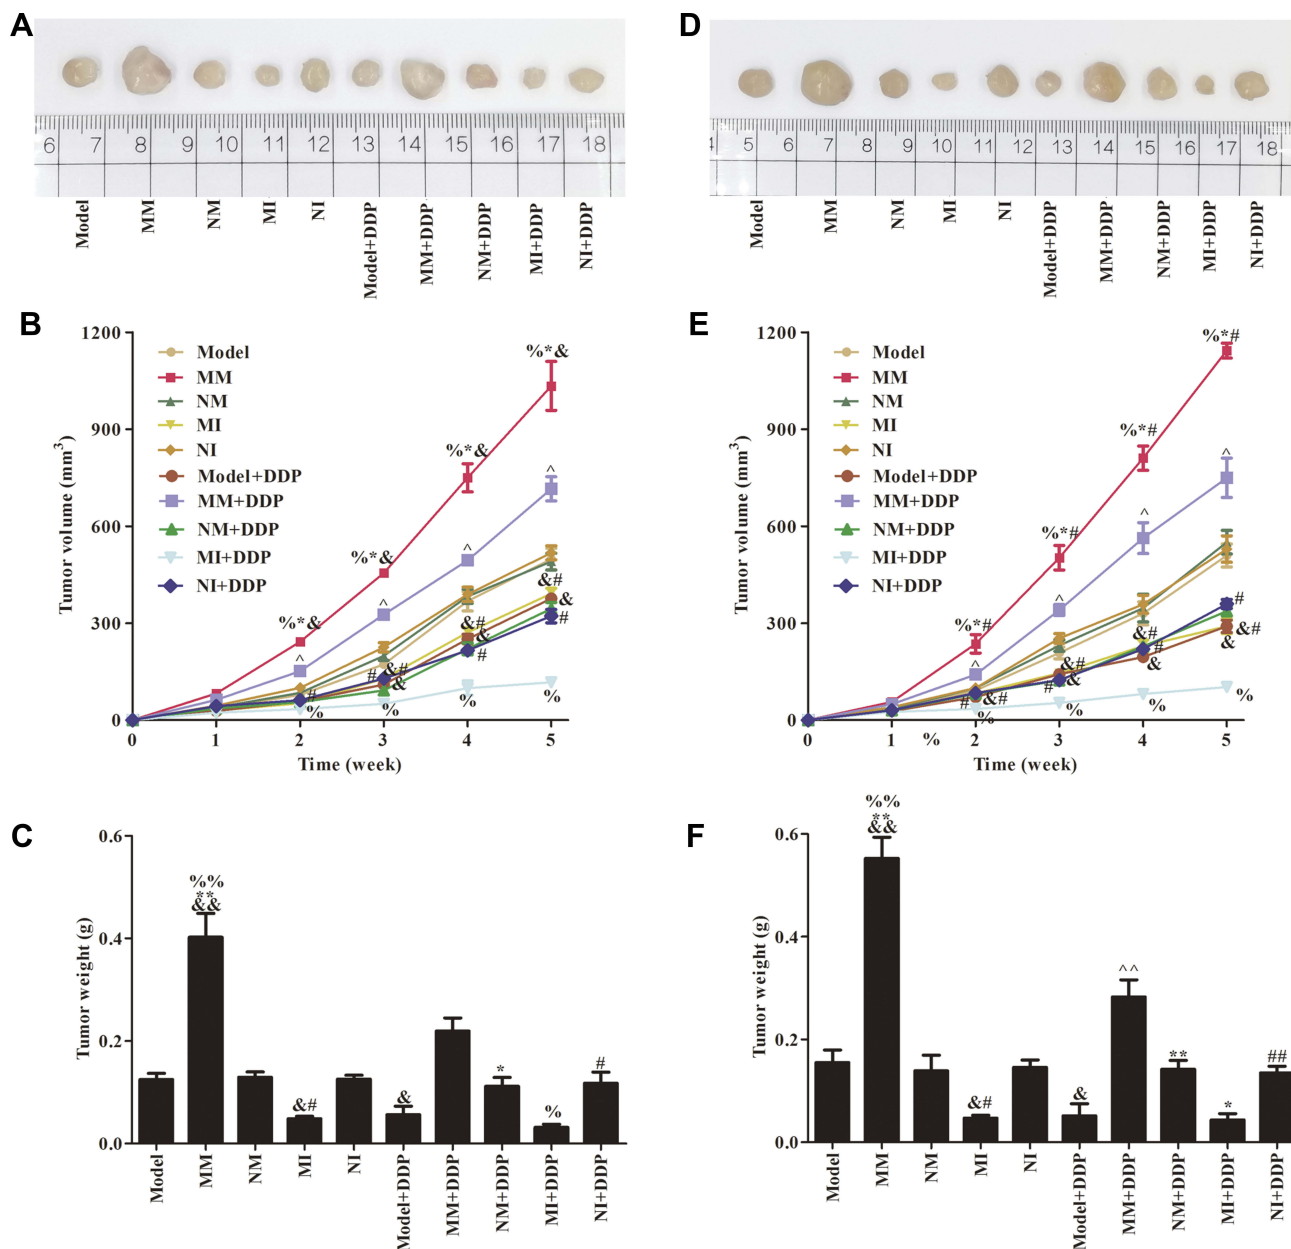 A
6 7 8 9 10 11 12 13 14 15 16 17 18
Model
MM
NM
MI
NI
Model+DDP
MM+DDP
NM+DDP
MI+DDP
NI+DDP
D
4 5 6 7 8 9 10 11 12 13 14 15 16 17 18
Model
MM
NM
MI
NI
Model+DDP
MM+DDP
NM+DDP
MI+DDP
NI+DDP
B
Tumor volume (mm³)
1200
900
600
300
0
Model
MM
NM
MI
NI
Model+DDP
MM+DDP
NM+DDP
MI+DDP
NI+DDP
%*&
%*&
%*&
%*&
^
^
^
^
&#
&
#
&#
&
#
#
&#
&
#
%
%
%
%
0 1 2 3 4 5
Time (week)
E
Tumor volume (mm³)
1200
900
600
300
0
Model
MM
NM
MI
NI
Model+DDP
MM+DDP
NM+DDP
MI+DDP
NI+DDP
%*#
%*#
%*#
%*#
^
^
^
^
#
&#
&
&#
#
&
&#
#
&
#
&#
%
%
%
%
%
0 1 2 3 4 5
Time (week)
C
Tumor weight (g)
0.6
0.4
0.2
0.0
%%
**
&&
&#
&
*
%
#
Model
MM
NM
MI
NI
Model+DDP
MM+DDP
NM+DDP
MI+DDP
NI+DDP
F
Tumor weight (g)
0.6
0.4
0.2
0.0
%%
**
&&
&#
&
^^
**
*
##
Model
MM
NM
MI
NI
Model+DDP
MM+DDP
NM+DDP
MI+DDP
NI+DDP